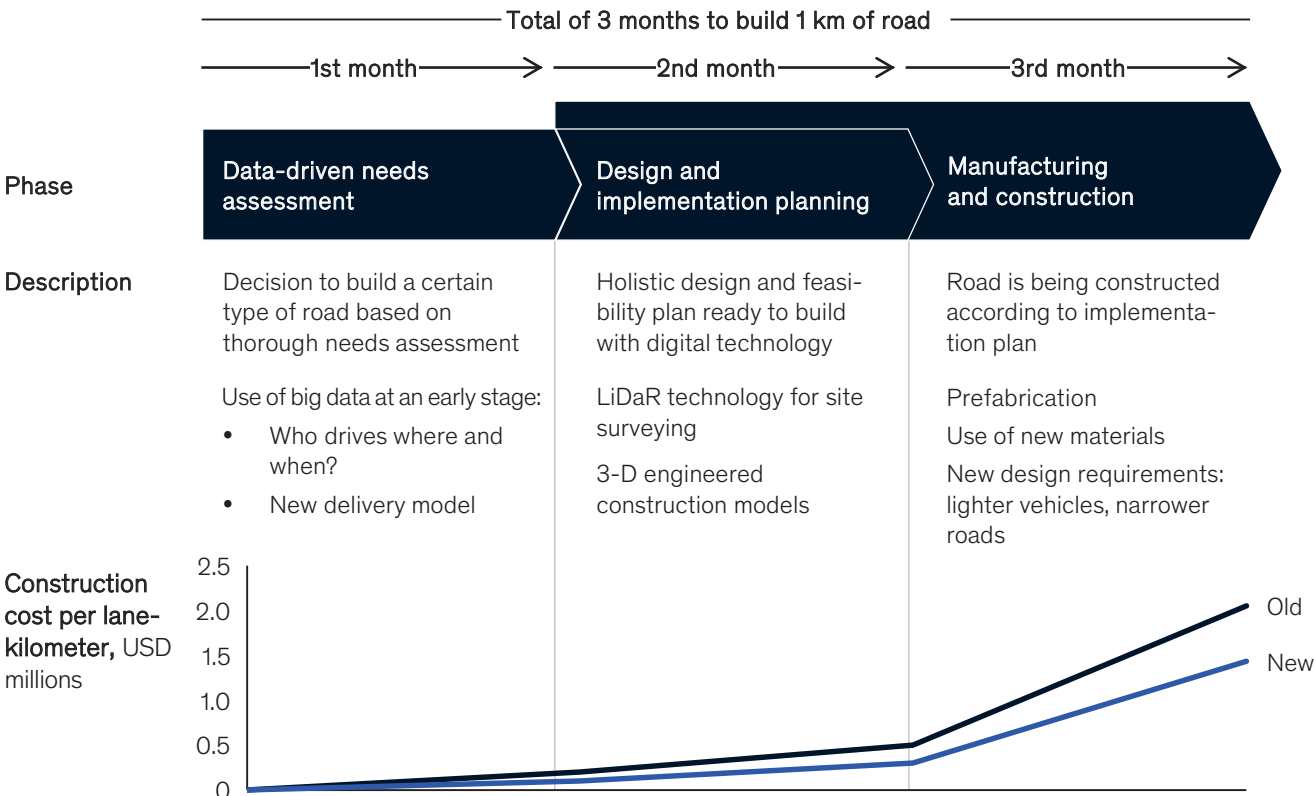 Total of 3 months to build 1 km of road
1st month
2nd month
3rd month
Phase
Data-driven needs
assessment
Design and
implementation planning
Manufacturing
and construction
Description
Decision to build a certain
type of road based on
thorough needs assessment
Use of big data at an early stage:
• Who drives where and
when?
• New delivery model
Holistic design and feasi-
bility plan ready to build
with digital technology
LiDaR technology for site
surveying
3-D engineered
construction models
Road is being constructed
according to implementa-
tion plan
Prefabrication
Use of new materials
New design requirements:
lighter vehicles, narrower
roads
Construction
cost per lane-
kilometer, USD
millions
2.5
2.0
1.5
1.0
0.5
0
Old
New